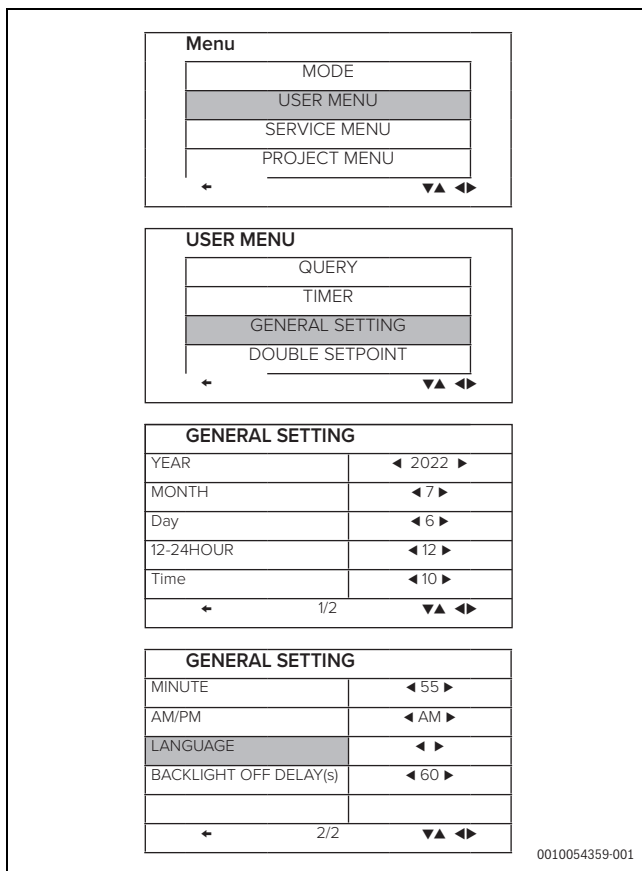 Menu
MODE
USER MENU
SERVICE MENU
PROJECT MENU
← ▼▲ ◀▶
USER MENU
QUERY
TIMER
GENERAL SETTING
DOUBLE SETPOINT
← ▼▲ ◀▶
GENERAL SETTING
YEAR ◀ 2022 ▶
MONTH ◀ 7 ▶
Day ◀ 6 ▶
12-24HOUR ◀ 12 ▶
Time ◀ 10 ▶
← 1/2 ▼▲ ◀▶
GENERAL SETTING
MINUTE ◀ 55 ▶
AM/PM ◀ AM ▶
LANGUAGE ◀ ▶
BACKLIGHT OFF DELAY(s) ◀ 60 ▶
← 2/2 ▼▲ ◀▶
0010054359-001